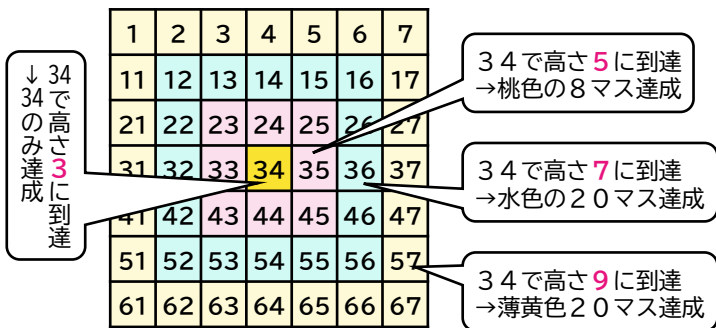 1 2 3 4 5 6 7
11 12 13 14 15 16 17
21 22 23 24 25 26 27
31 32 33 34 35 36 37
41 42 43 44 45 46 47
51 52 53 54 55 56 57
61 62 63 64 65 66 67
34で高さ3に到達
→34のみ達成
34で高さ5に到達
→桃色の8マス達成
34で高さ7に到達
→水色の20マス達成
34で高さ9に到達
→薄黄色20マス達成